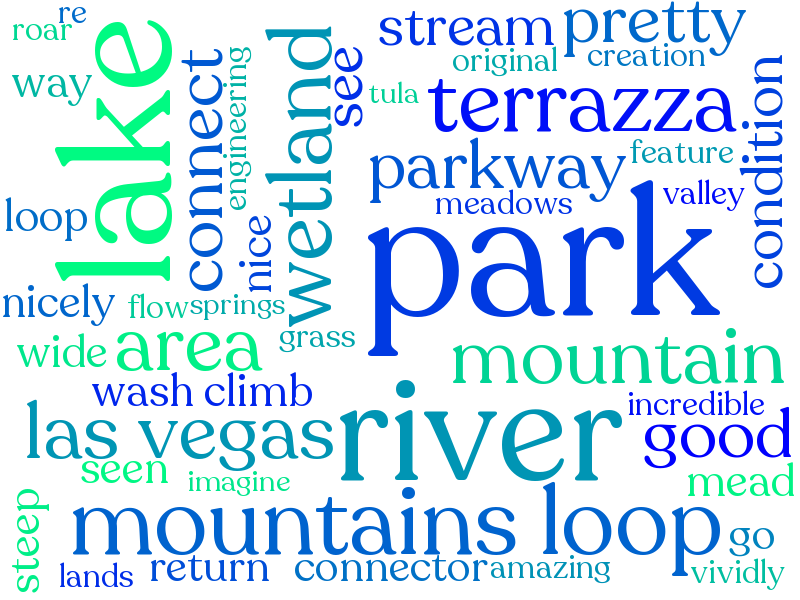 re
roar
way
lake
connect
engineering
wetland
see
stream
pretty
original
creation
tula
terrazza
condition
parkway
feature
meadows
valley
park
loop
nice
nicely
flow
springs
grass
wide
area
mountain
wash climb
incredible
las vegas
river
good
seen
imagine
mead
steep
mountains loop
go
lands
return
connector
amazing
vividly